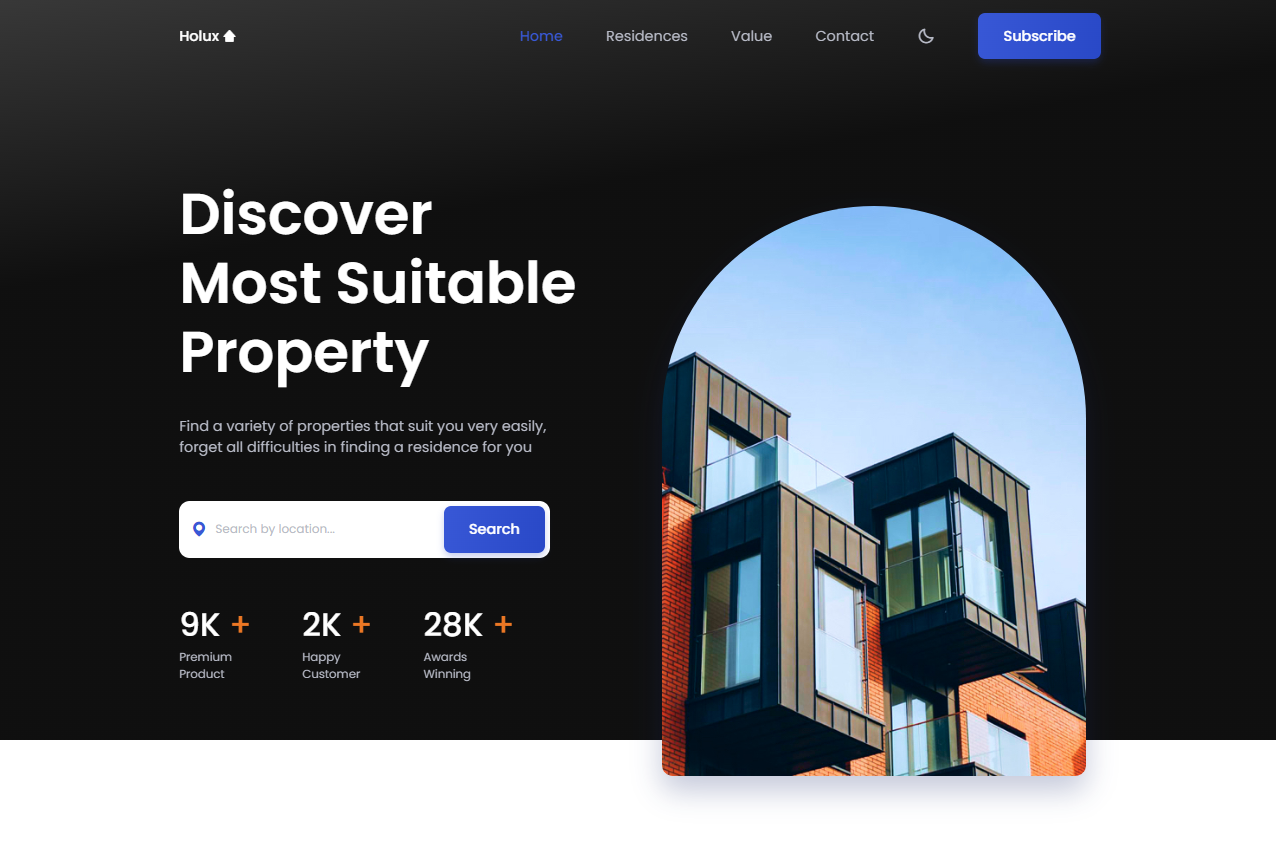 Holux
Home
Residences
Value
Contact
Subscribe
Discover
Most Suitable
Property
Find a variety of properties that suit you very easily,
forget all difficulties in finding a residence for you
Search by location...
Search
9K +
Premium
Product
2K +
Happy
Customer
28K +
Awards
Winning